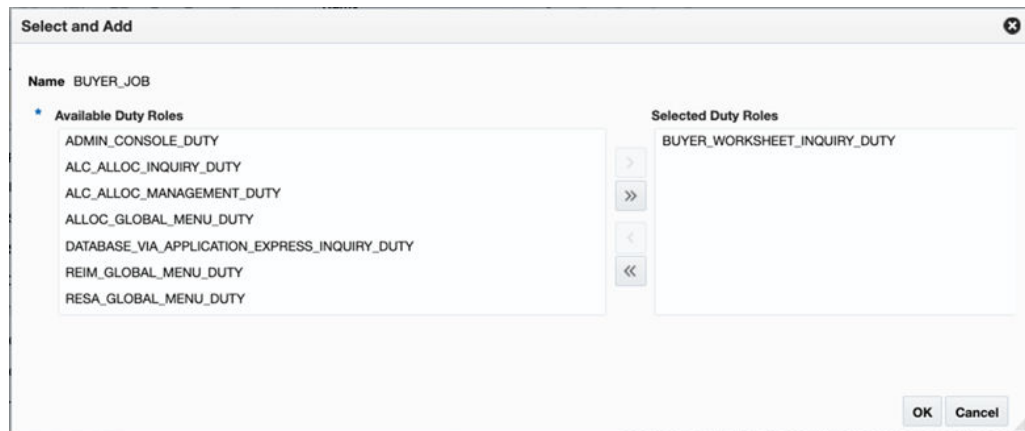 Select and Add
Name BUYER_JOB
* Available Duty Roles
Selected Duty Roles
ADMIN_CONSOLE_DUTY
ALC_ALLOC_INQUIRY_DUTY
ALC_ALLOC_MANAGEMENT_DUTY
ALLOC_GLOBAL_MENU_DUTY
DATABASE_VIA_APPLICATION_EXPRESS_INQUIRY_DUTY
REIM_GLOBAL_MENU_DUTY
RESA_GLOBAL_MENU_DUTY
BUYER_WORKSHEET_INQUIRY_DUTY
OK
Cancel